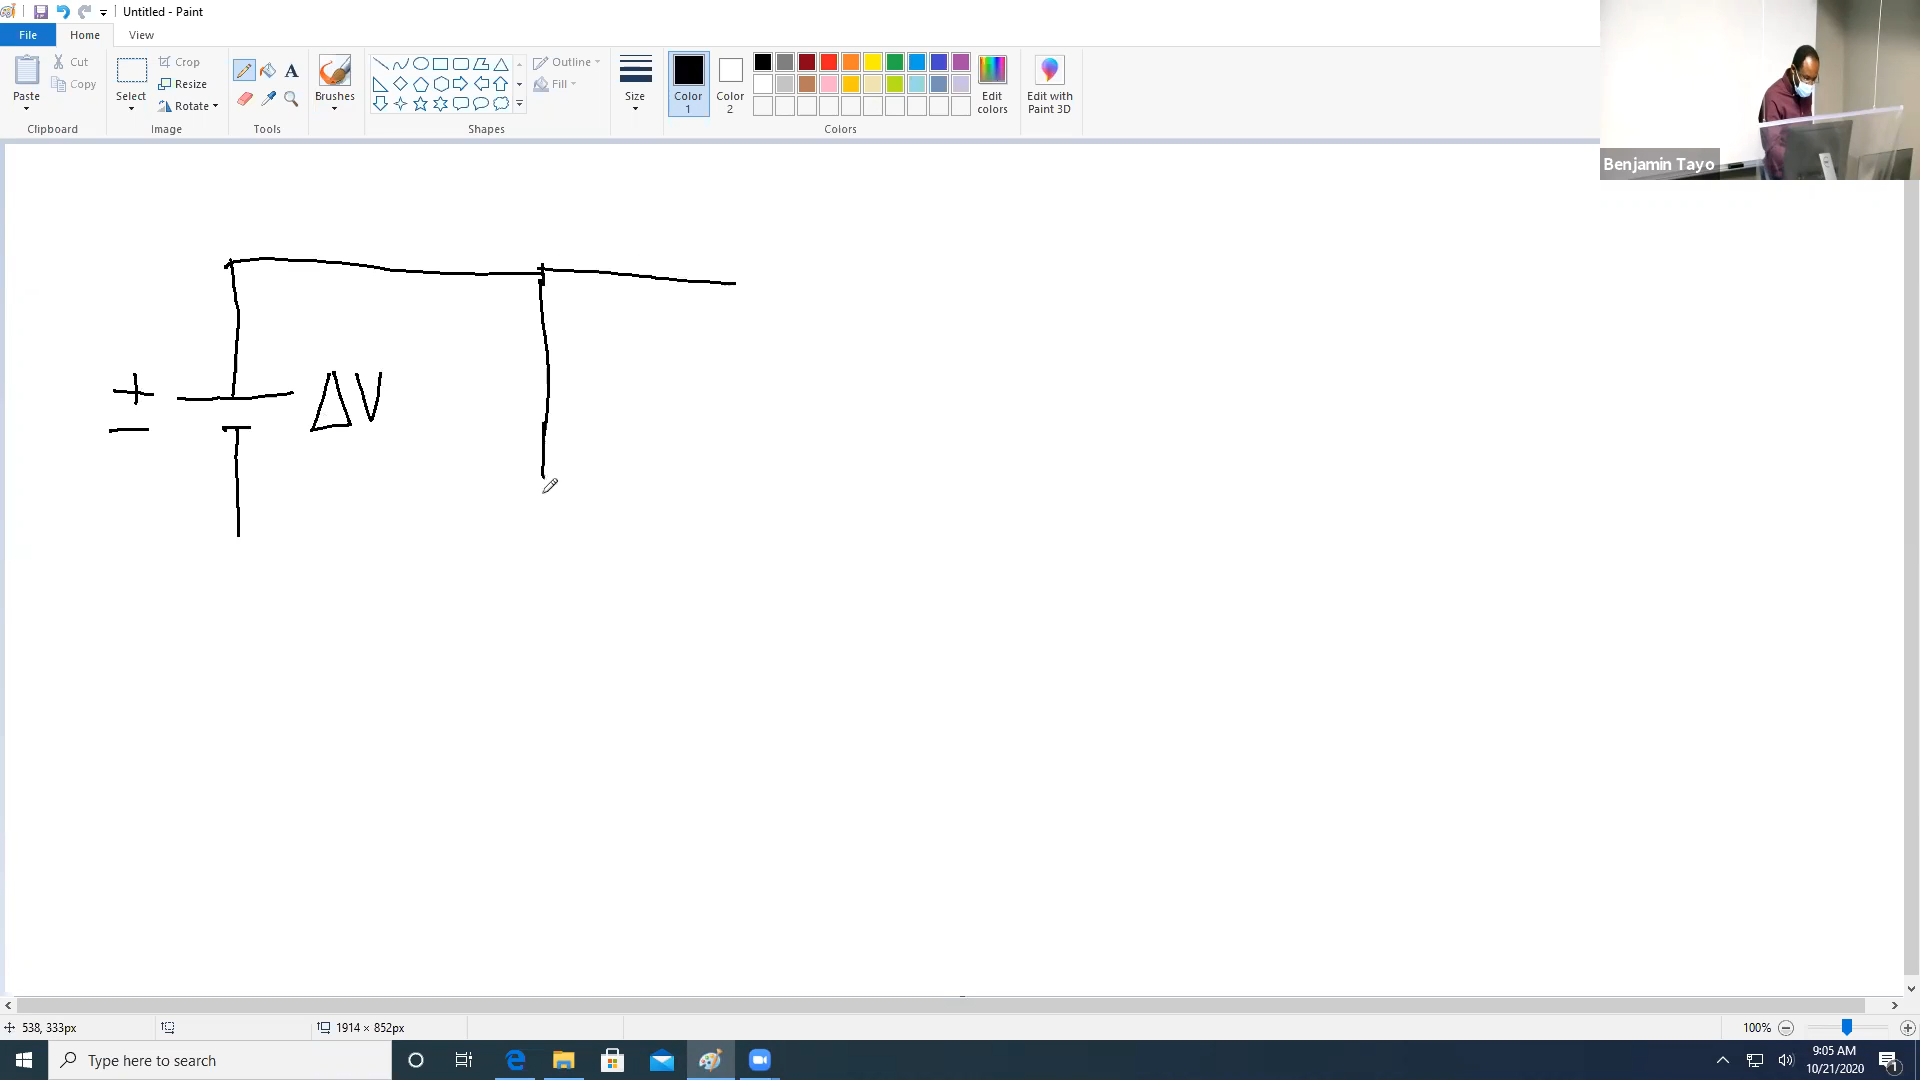 Untitled - Paint
File Home View
Paste
Cut
Copy
Clipboard
Select
Crop
Resize
Rotate
Image
Tools
Brushes
Shapes
Outline
Fill
Size
Color 1
Color 2
Edit colors
Edit with Paint 3D
Colors
Benjamin Tayo
+
−
ΔV
538, 333px
1914 × 852px
100%
Type here to search
9:05 AM
10/21/2020
1